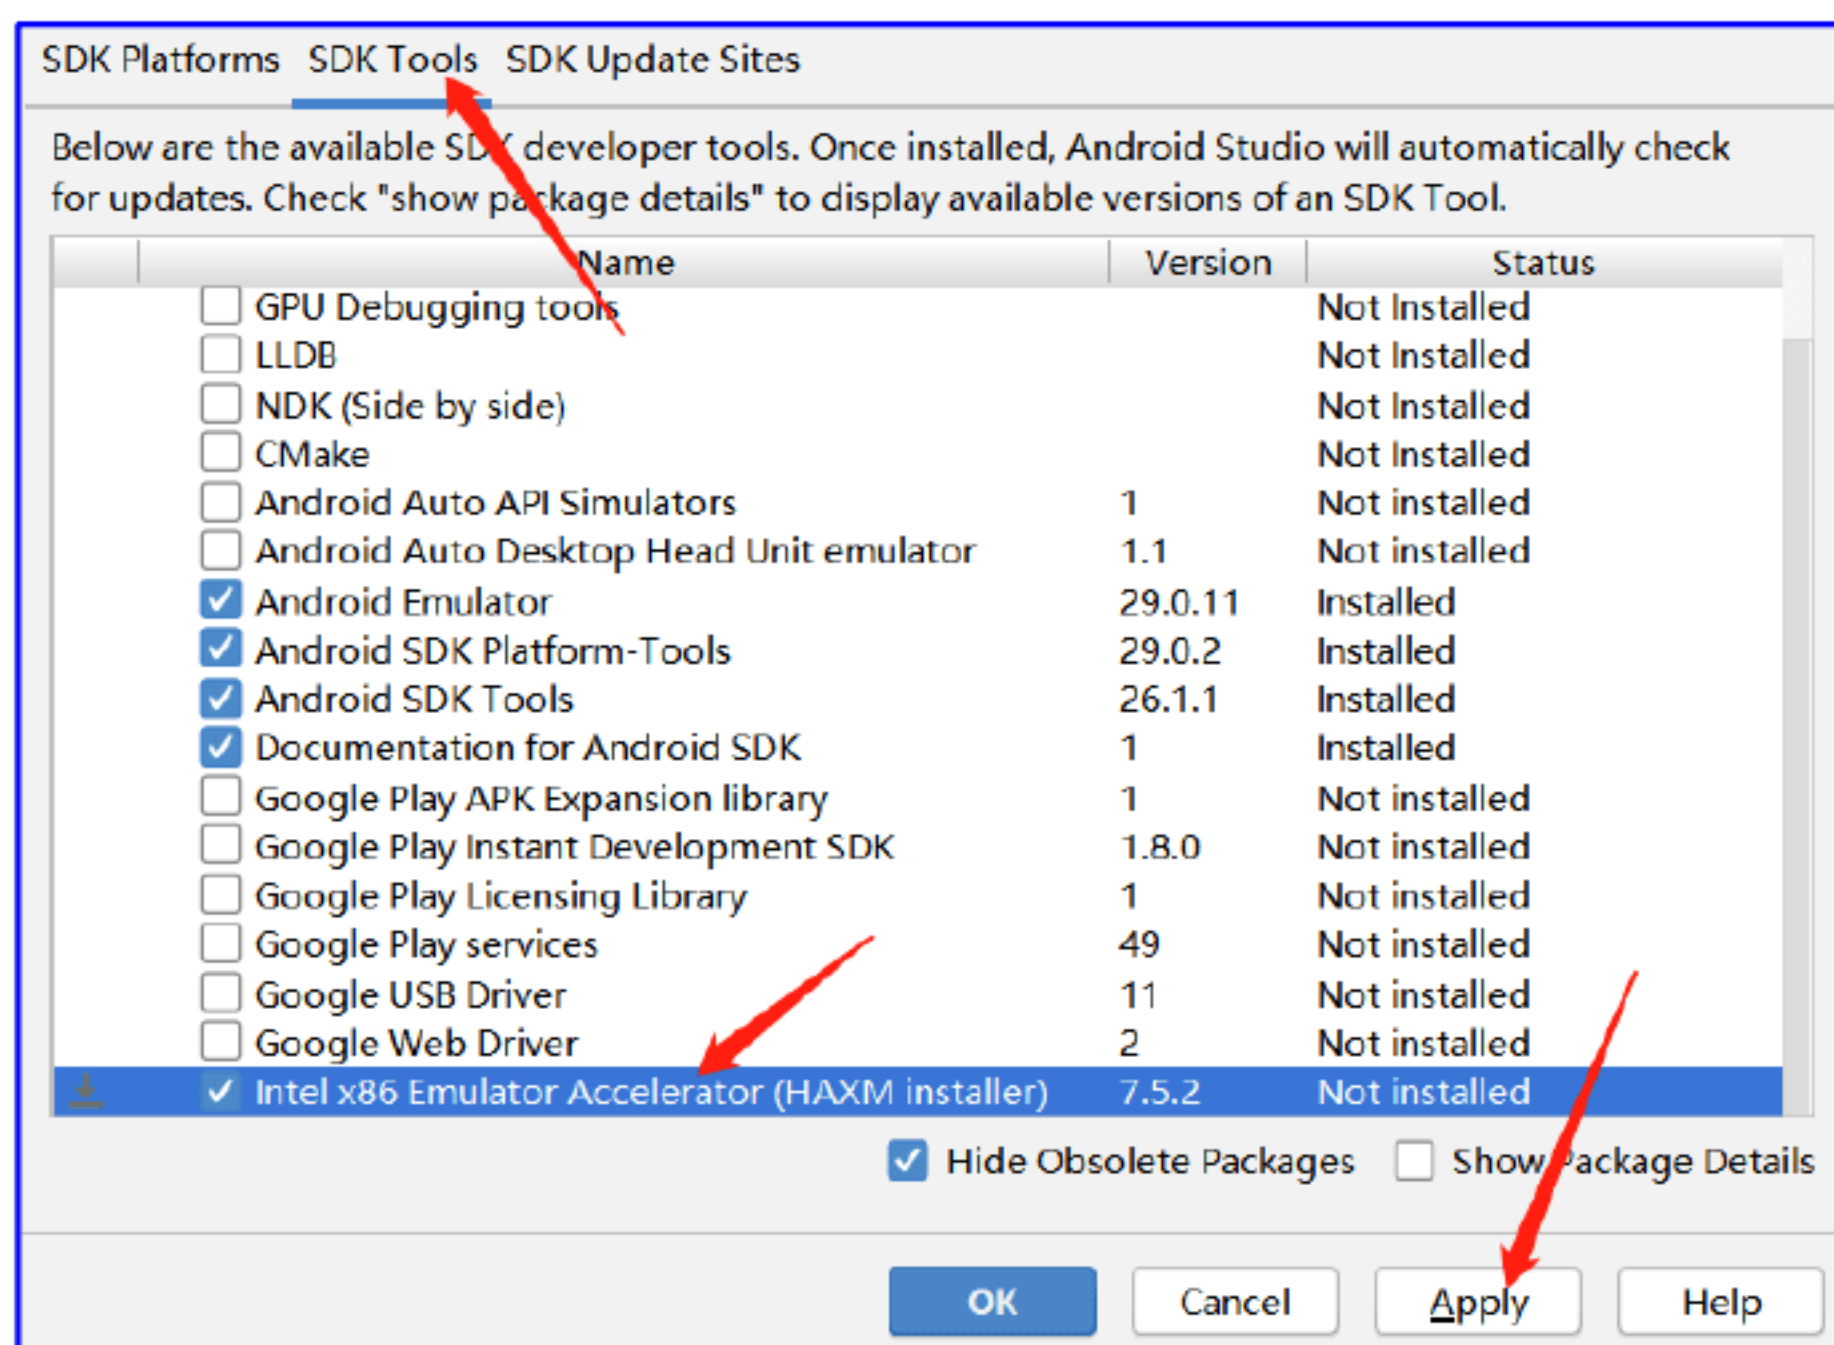 SDK Platforms SDK Tools SDK Update Sites
Below are the available SDK developer tools. Once installed, Android Studio will automatically check
for updates. Check "show package details" to display available versions of an SDK Tool.
Name Version Status
GPU Debugging tools Not Installed
LLDB Not Installed
NDK (Side by side) Not Installed
CMake Not Installed
Android Auto API Simulators 1 Not installed
Android Auto Desktop Head Unit emulator 1.1 Not installed
Android Emulator 29.0.11 Installed
Android SDK Platform-Tools 29.0.2 Installed
Android SDK Tools 26.1.1 Installed
Documentation for Android SDK 1 Installed
Google Play APK Expansion library 1 Not installed
Google Play Instant Development SDK 1.8.0 Not installed
Google Play Licensing Library 1 Not installed
Google Play services 49 Not installed
Google USB Driver 11 Not installed
Google Web Driver 2 Not installed
Intel x86 Emulator Accelerator (HAXM installer) 7.5.2 Not installed
Hide Obsolete Packages Show Package Details
OK Cancel Apply Help